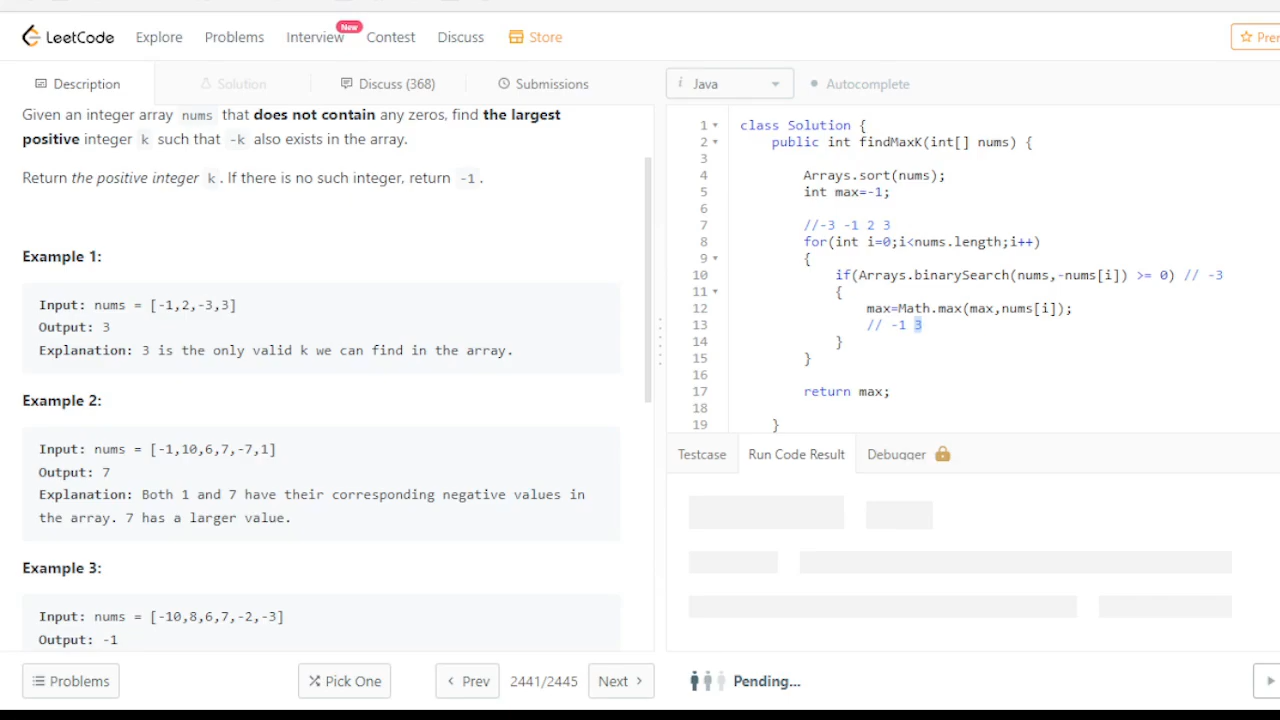 LeetCode Explore Problems Interview New Contest Discuss Store
Description Solution Discuss (368) Submissions
Given an integer array nums that does not contain any zeros, find the largest
positive integer k such that -k also exists in the array.
Return the positive integer k. If there is no such integer, return -1.
Example 1:
Input: nums = [-1,2,-3,3]
Output: 3
Explanation: 3 is the only valid k we can find in the array.
Example 2:
Input: nums = [-1,10,6,7,-7,1]
Output: 7
Explanation: Both 1 and 7 have their corresponding negative values in
the array. 7 has a larger value.
Example 3:
Input: nums = [-10,8,6,7,-2,-3]
Output: -1
Problems Pick One Prev 2441/2445 Next
i Java Autocomplete
1 class Solution {
2 public int findMaxK(int[] nums) {
3
4 Arrays.sort(nums);
5 int max=-1;
6
7 //-3 -1 2 3
8 for(int i=0;i<nums.length;i++)
9 {
10 if(Arrays.binarySearch(nums,-nums[i]) >= 0) // -3
11 {
12 max=Math.max(max,nums[i]);
13 // -1 3
14 }
15 }
16
17 return max;
18
19 }
Testcase Run Code Result Debugger
Pending...